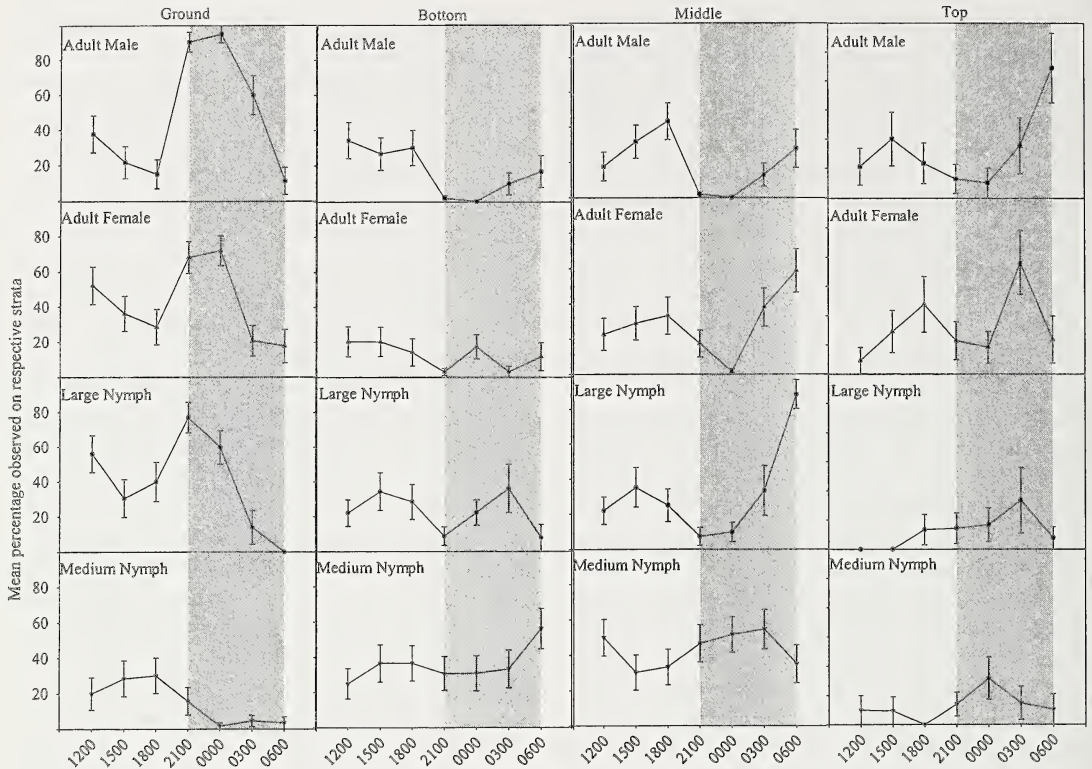 Ground Bottom Middle Top
Mean percentage observed on respective strata
Adult Male Adult Male Adult Male Adult Male
80
60
40
20
Adult Female Adult Female Adult Female Adult Female
80
60
40
20
Large Nymph Large Nymph Large Nymph Large Nymph
80
60
40
20
Medium Nymph Medium Nymph Medium Nymph Medium Nymph
80
60
40
20
1200 1500 1800 2100 0000 0300 0600 1200 1500 1800 2100 0000 0300 0600 1200 1500 1800 2100 0000 0300 0600 1200 1500 1800 2100 0000 0300 0600